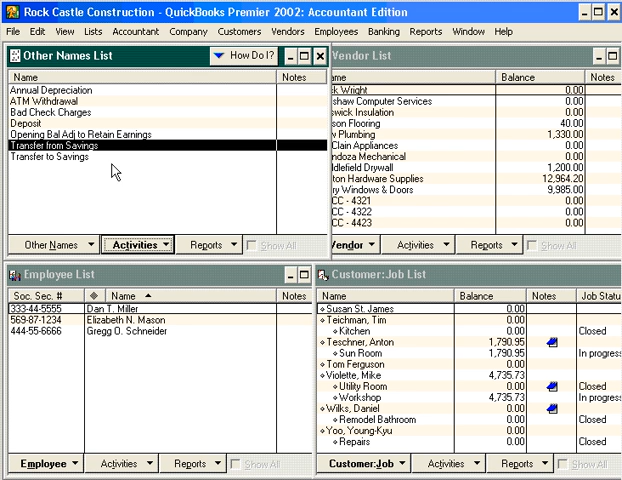 Rock Castle Construction - QuickBooks Premier 2002: Accountant Edition
File Edit View Lists Accountant Company Customers Vendors Employees Banking Reports Window Help
Other Names List How Do I?
Name Notes
Annual Depreciation
ATM Withdrawal
Bad Check Charges
Deposit
Opening Bal Adj to Retain Earnings
Transfer from Savings
Transfer to Savings
Other Names Activities Reports Show All
Vendor List
ame Balance Notes
k Wright 0.00
shaw Computer Services 0.00
swick Insulation 0.00
son Flooring 40.00
w Plumbing 1,330.00
Clain Appliances 0.00
ndoza Mechanical 0.00
ddlefield Drywall 1,200.00
ton Hardware Supplies 12,964.20
ry Windows & Doors 9,985.00
CC - 4321 0.00
CC - 4322 0.00
CC - 4423 0.00
Vendor Activities Reports Show All
Employee List
Soc. Sec. # Name Notes
333-44-5555 Dan T. Miller
569-87-1234 Elizabeth N. Mason
444-55-6666 Gregg O. Schneider
Employee Activities Reports Show All
Customer:Job List
Name Balance Notes Job Statu
Susan St. James 0.00
Teichman, Tim 0.00
Kitchen 0.00 Closed
Teschner, Anton 1,790.95
Sun Room 1,790.95 In progress
Tom Ferguson 0.00
Violette, Mike 4,735.73
Utility Room 0.00 Closed
Workshop 4,735.73 In progress
Wilks, Daniel 0.00
Remodel Bathroom 0.00 Closed
Yoo, Young-Kyu 0.00
Repairs 0.00 Closed
Customer:Job Activities Reports Show All